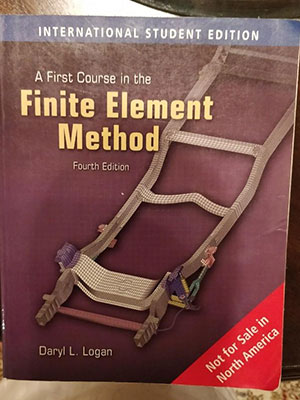 INTERNATIONAL STUDENT EDITION
A First Course in the
Finite Element
Method
Fourth Edition
Daryl L. Logan
Not for Sale in
North America